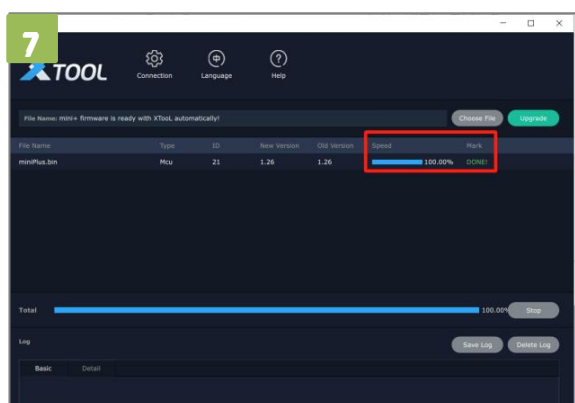 7
XTOOL
Connection
Language
Help
File Name: mini+ firmware is ready with XTooL automatically!
Choose File
Upgrade
File Name Type ID New Version Old Version Speed Mark
miniPlus.bin Mcu 21 1.26 1.26 100.00% DONE!
Total 100.00% Stop
Log
Save Log
Delete Log
Basic Detail